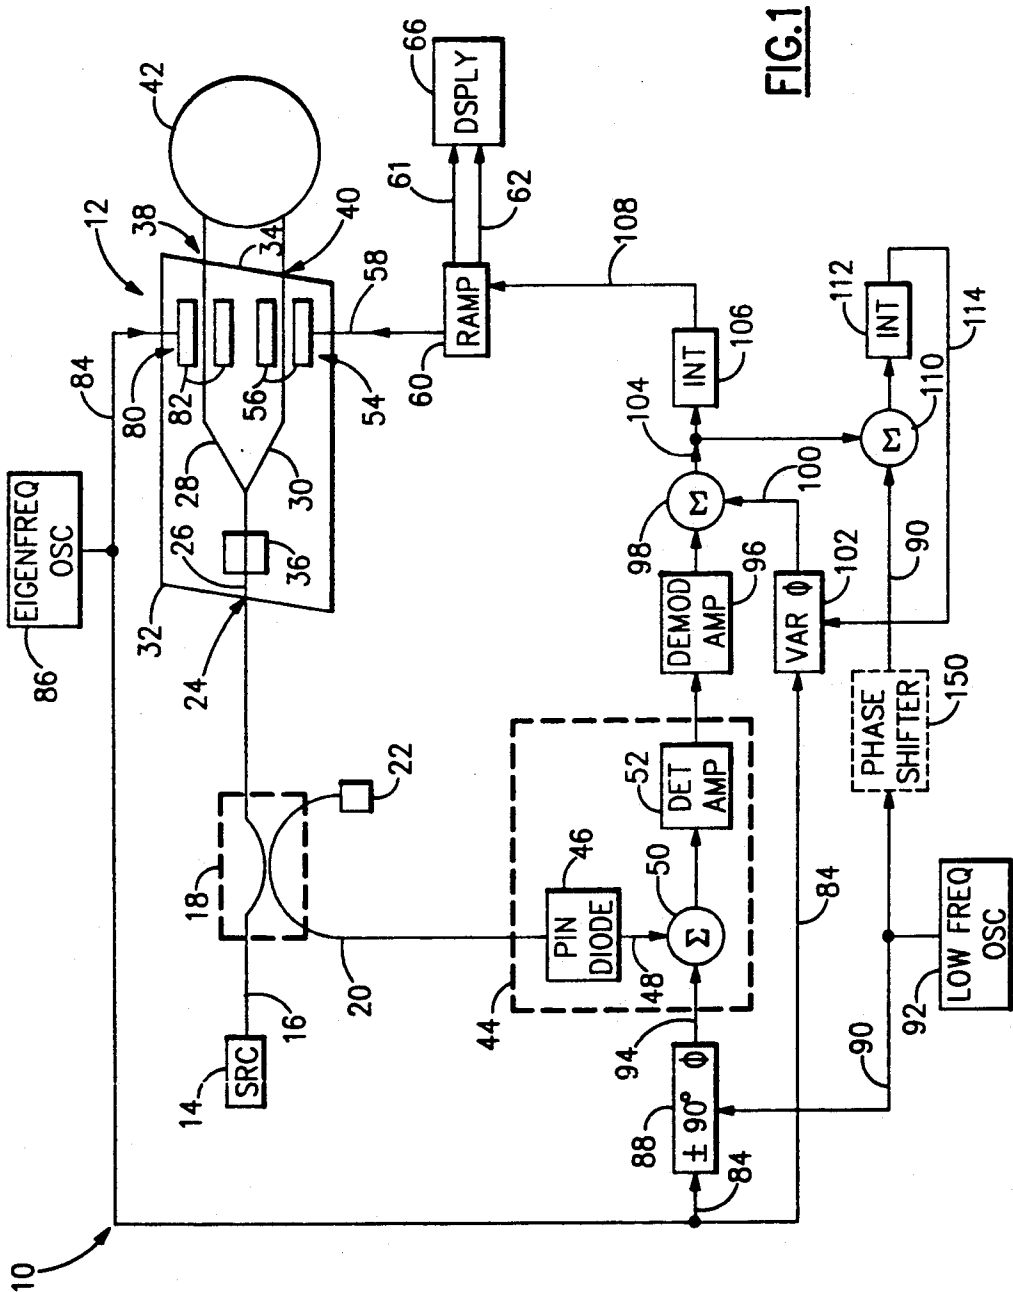 10
EIGENFREQ
OSC
86
84
12
38
42
32
80
82
28
26
24
36
30
56
54
34
40
58
14
SRC
16
18
20
22
60
RAMP
61
62
66
DSPLY
108
44
46
PIN
DIODE
48
50
Σ
52
DET
AMP
94
88
± 90° Φ
84
DEMOD
AMP
96
98
Σ
104
INT
106
100
VAR Φ
102
84
90
92
LOW FREQ
OSC
PHASE
SHIFTER
150
90
Σ
110
INT
112
114
FIG.1